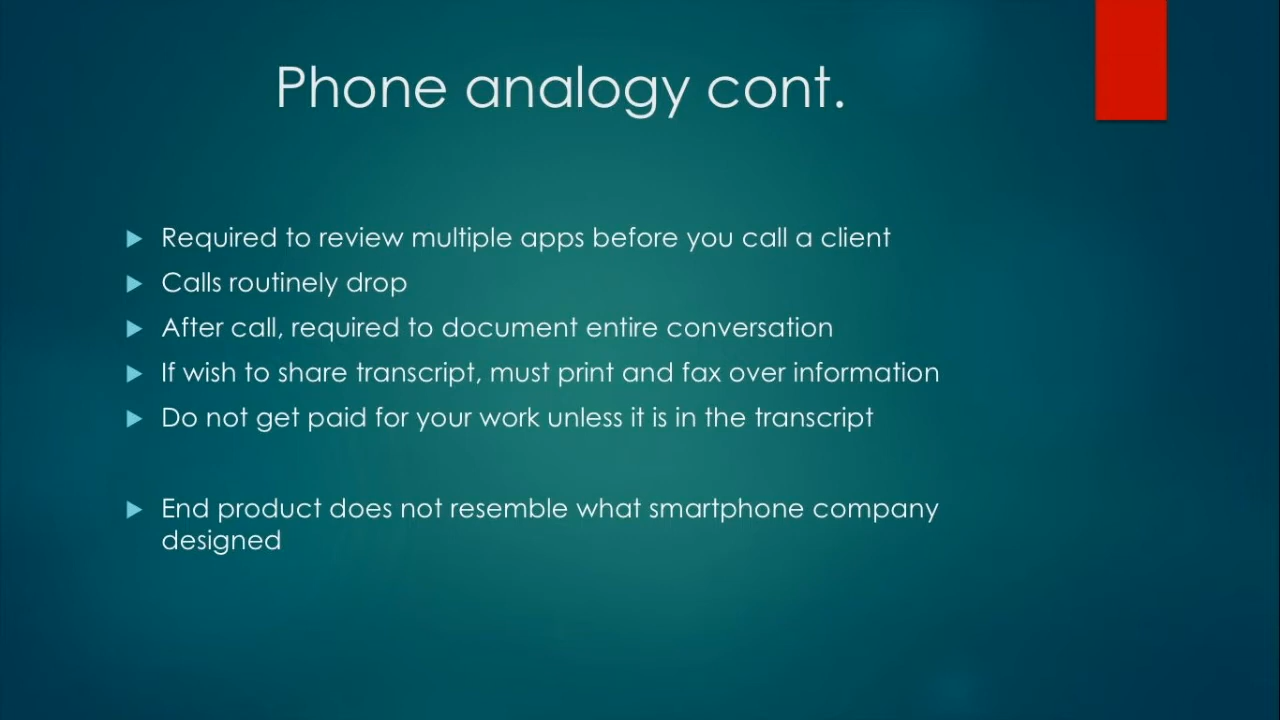 Phone analogy cont.
Required to review multiple apps before you call a client
Calls routinely drop
After call, required to document entire conversation
If wish to share transcript, must print and fax over information
Do not get paid for your work unless it is in the transcript
End product does not resemble what smartphone company
designed